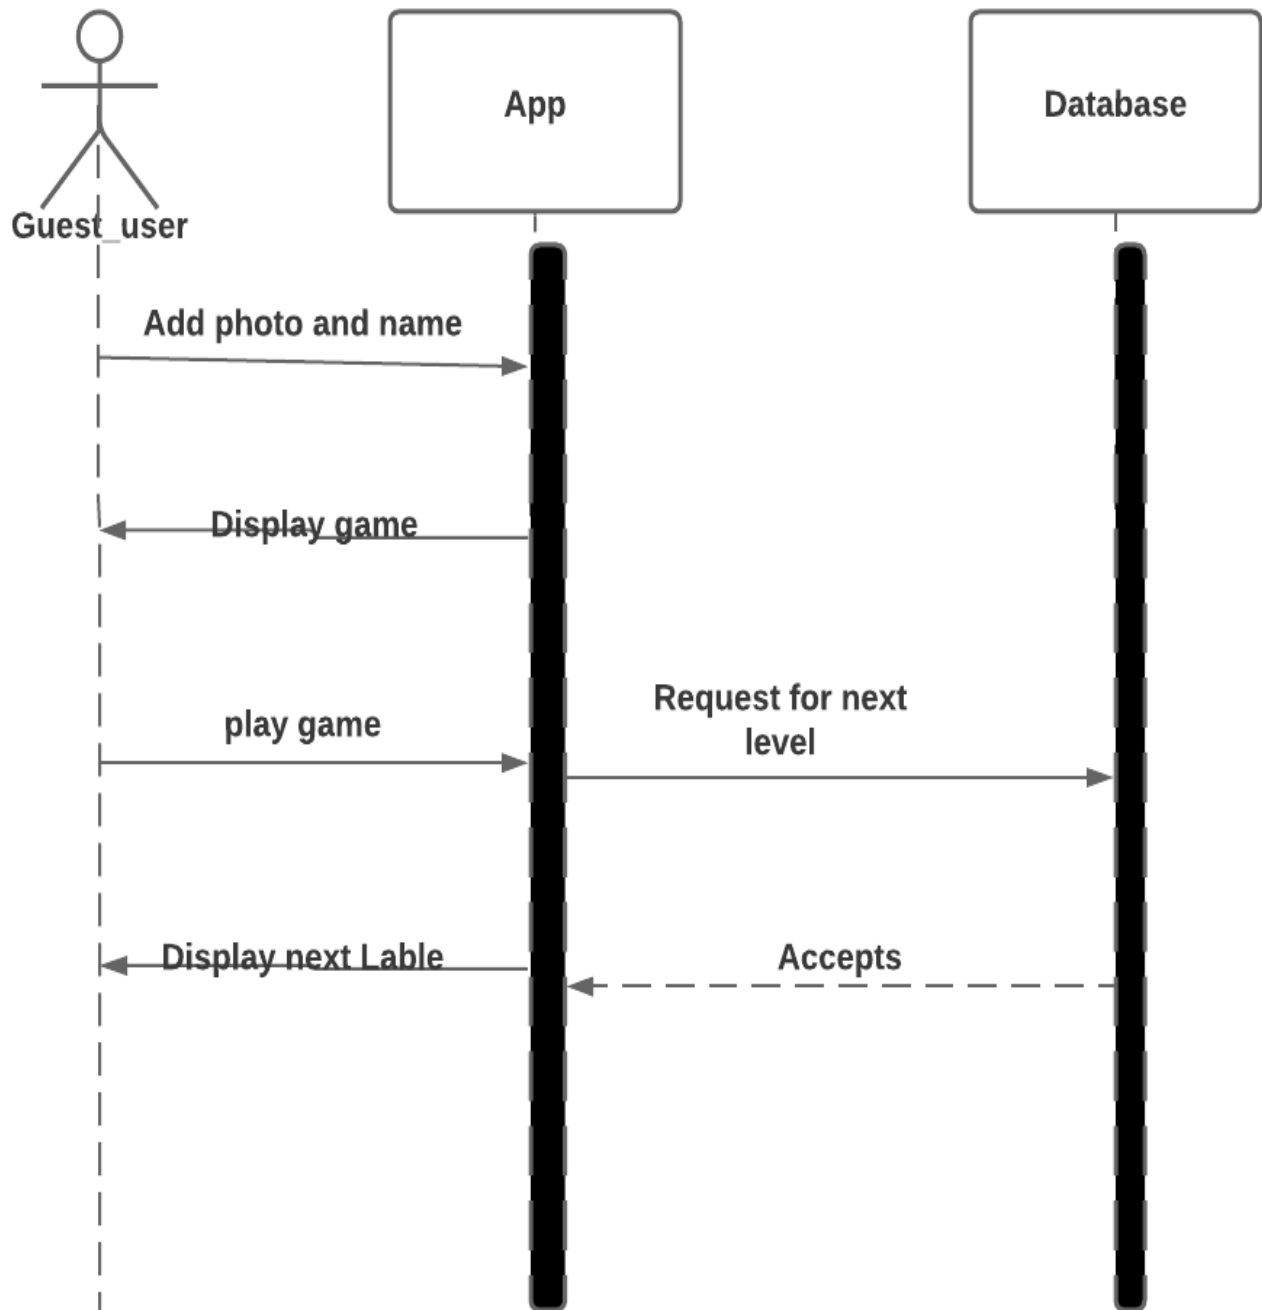 App
Database
Guest_user
Add photo and name
Display game
Request for next
level
play game
Display next Lable
Accepts